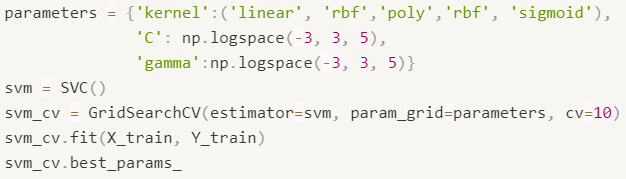 parameters = {'kernel':('linear', 'rbf','poly','rbf', 'sigmoid'),
'C': np.logspace(-3, 3, 5),
'gamma':np.logspace(-3, 3, 5)}
svm = SVC()
svm_cv = GridSearchCV(estimator=svm, param_grid=parameters, cv=10)
svm_cv.fit(X_train, Y_train)
svm_cv.best_params_